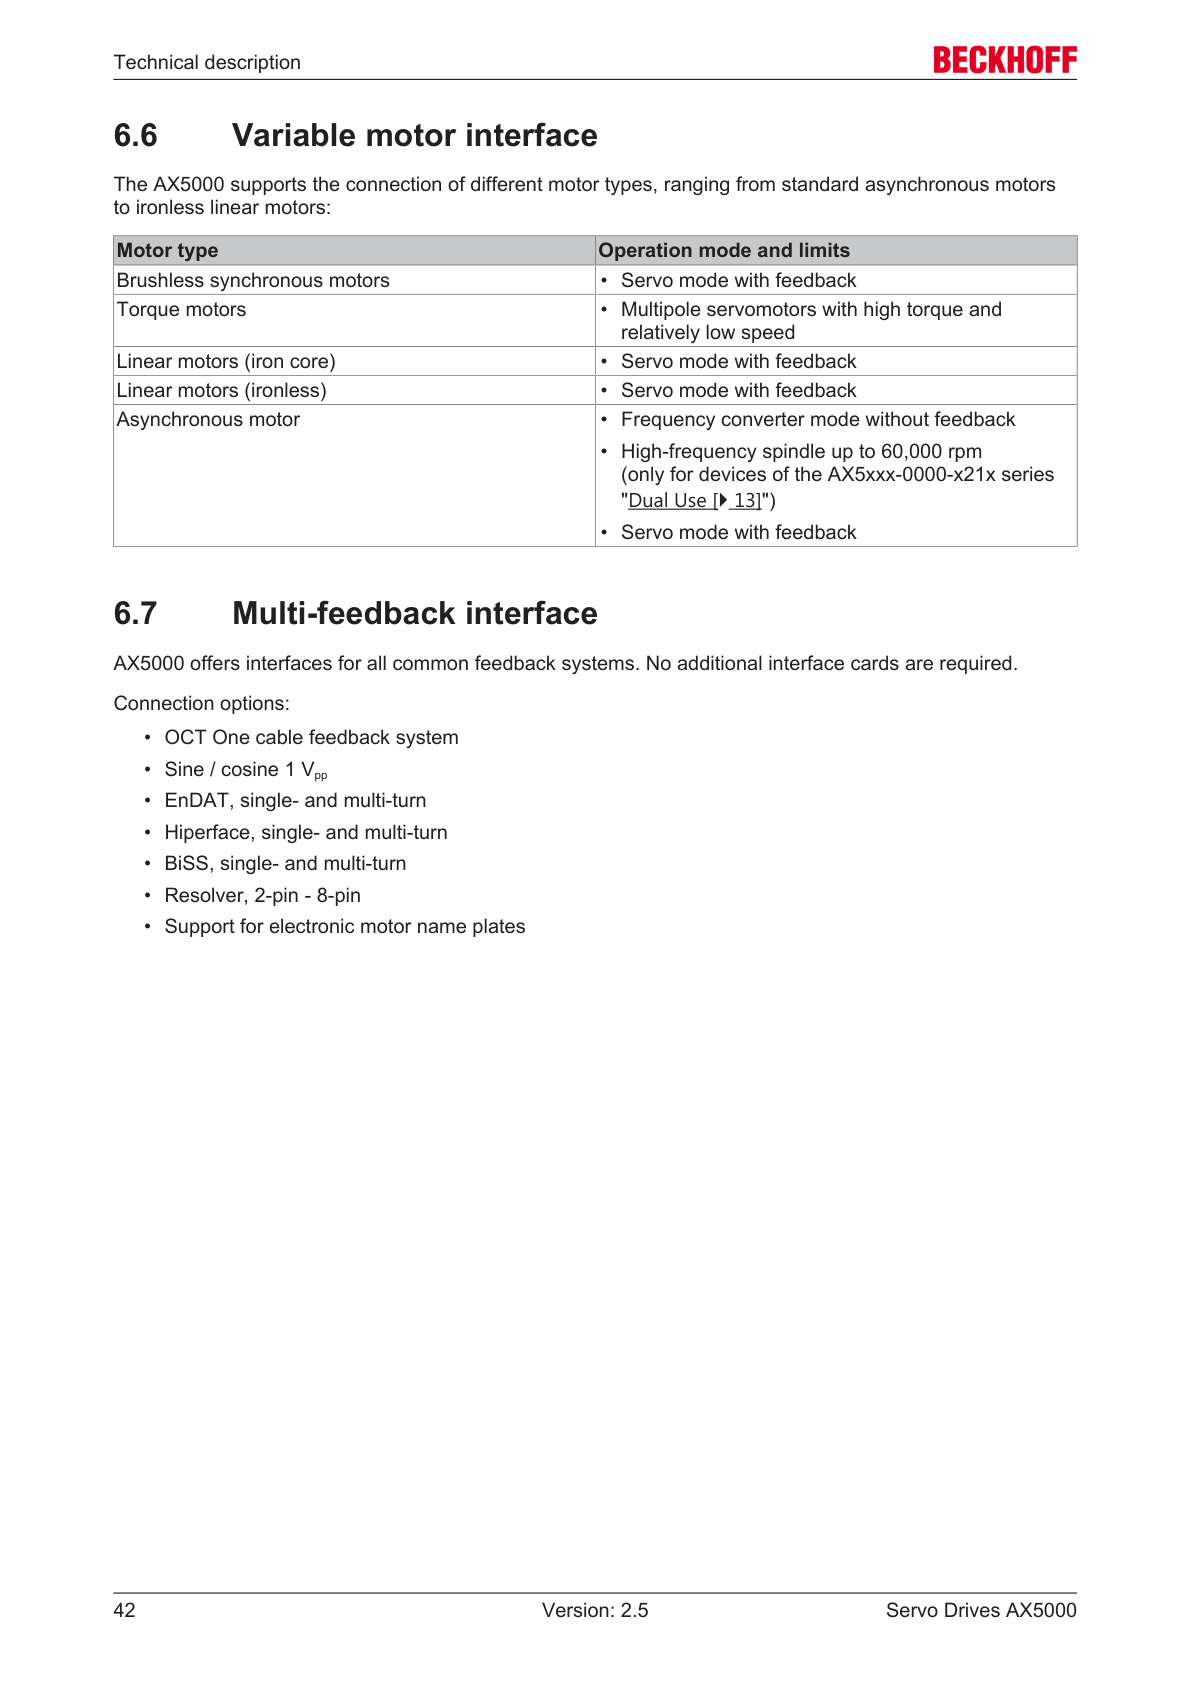 Technical description
BECKHOFF
6.6 Variable motor interface
The AX5000 supports the connection of different motor types, ranging from standard asynchronous motors
to ironless linear motors:
Motor type Operation mode and limits
Brushless synchronous motors • Servo mode with feedback
Torque motors • Multipole servomotors with high torque and
relatively low speed
Linear motors (iron core) • Servo mode with feedback
Linear motors (ironless) • Servo mode with feedback
Asynchronous motor • Frequency converter mode without feedback
• High-frequency spindle up to 60,000 rpm
(only for devices of the AX5xxx-0000-x21x series
"Dual Use [▶ 13]")
• Servo mode with feedback
6.7 Multi-feedback interface
AX5000 offers interfaces for all common feedback systems. No additional interface cards are required.
Connection options:
• OCT One cable feedback system
• Sine / cosine 1 Vpp
• EnDAT, single- and multi-turn
• Hiperface, single- and multi-turn
• BiSS, single- and multi-turn
• Resolver, 2-pin - 8-pin
• Support for electronic motor name plates
42 Version: 2.5 Servo Drives AX5000